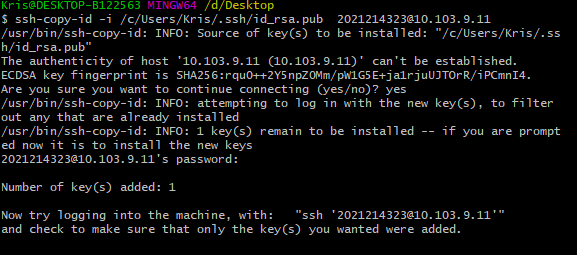 Kris@DESKTOP-B122563 MINGW64 /d/Desktop
$ ssh-copy-id -i /c/Users/Kris/.ssh/id_rsa.pub  2021214323@10.103.9.11
/usr/bin/ssh-copy-id: INFO: Source of key(s) to be installed: "/c/Users/Kris/.ss
h/id_rsa.pub"
The authenticity of host '10.103.9.11 (10.103.9.11)' can't be established.
ECDSA key fingerprint is SHA256:rquO++2Y5npZOMm/pW1G5E+ja1rjuUJTOrR/iPCmnI4.
Are you sure you want to continue connecting (yes/no)? yes
/usr/bin/ssh-copy-id: INFO: attempting to log in with the new key(s), to filter
out any that are already installed
/usr/bin/ssh-copy-id: INFO: 1 key(s) remain to be installed -- if you are prompt
ed now it is to install the new keys
2021214323@10.103.9.11's password:
Number of key(s) added: 1
Now try logging into the machine, with:   "ssh '2021214323@10.103.9.11'"
and check to make sure that only the key(s) you wanted were added.